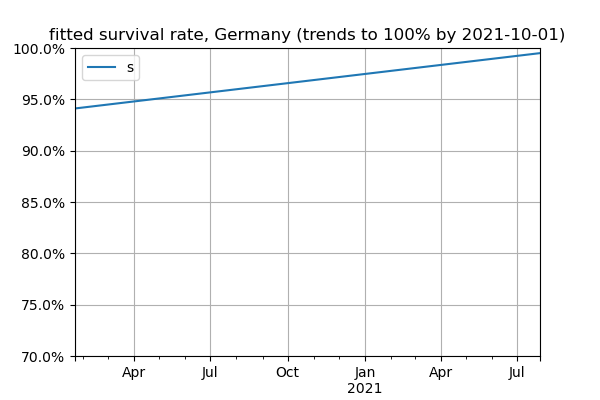 fitted survival rate, Germany (trends to 100% by 2021-10-01)
100.0%
s
95.0%
90.0%
85.0%
80.0%
75.0%
70.0%
Apr Jul Oct Jan Apr Jul
2021